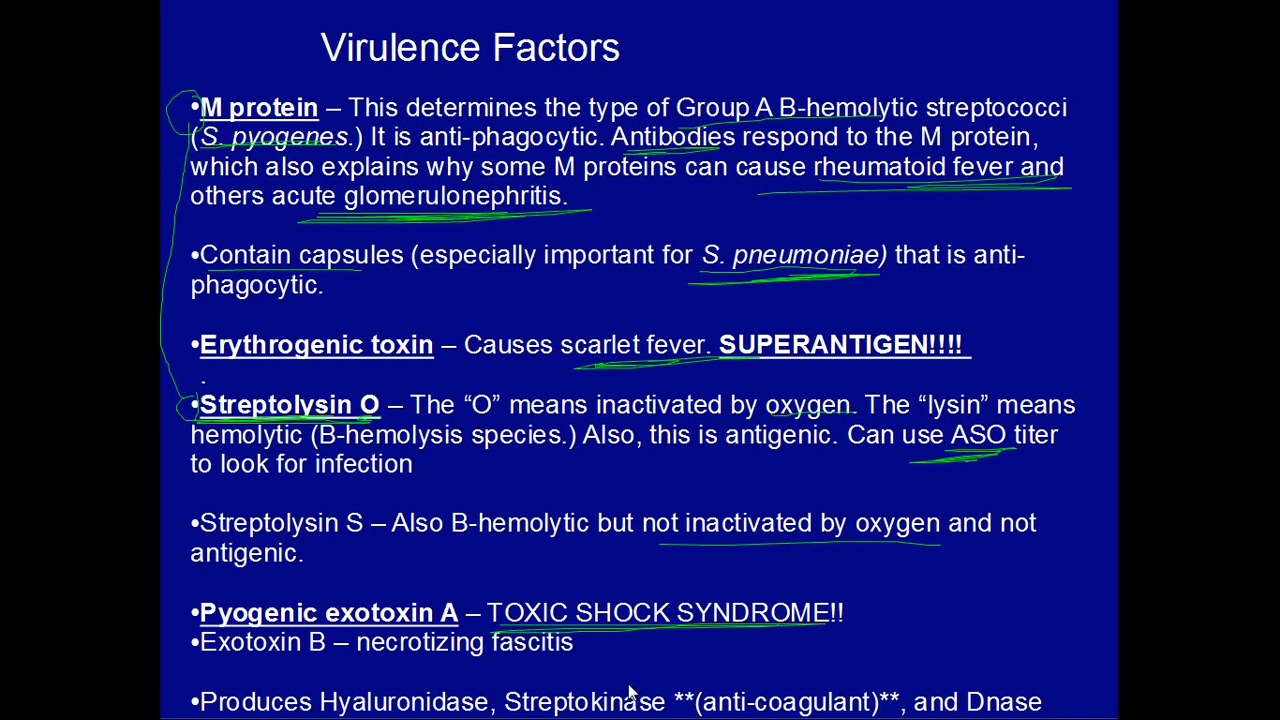 Virulence Factors
•M protein – This determines the type of Group A B-hemolytic streptococci
(S. pyogenes.) It is anti-phagocytic. Antibodies respond to the M protein,
which also explains why some M proteins can cause rheumatoid fever and
others acute glomerulonephritis.
•Contain capsules (especially important for S. pneumoniae) that is anti-
phagocytic.
•Erythrogenic toxin – Causes scarlet fever. SUPERANTIGEN!!!!
.
•Streptolysin O – The “O” means inactivated by oxygen. The “lysin” means
hemolytic (B-hemolysis species.) Also, this is antigenic. Can use ASO titer
to look for infection
•Streptolysin S – Also B-hemolytic but not inactivated by oxygen and not
antigenic.
•Pyogenic exotoxin A – TOXIC SHOCK SYNDROME!!
•Exotoxin B – necrotizing fascitis
•Produces Hyaluronidase, Streptokinase **(anti-coagulant)**, and Dnase